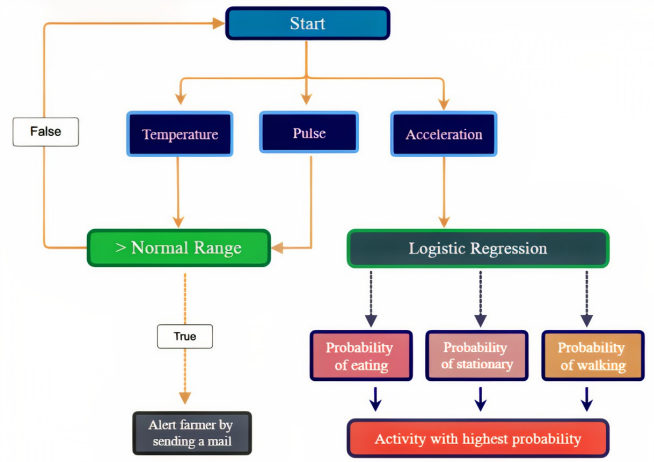 Start
False
Temperature
Pulse
Acceleration
> Normal Range
Logistic Regression
True
Probability
of eating
Probability
of stationary
Probability
of walking
Alert farmer by
sending a mail
Activity with highest probability